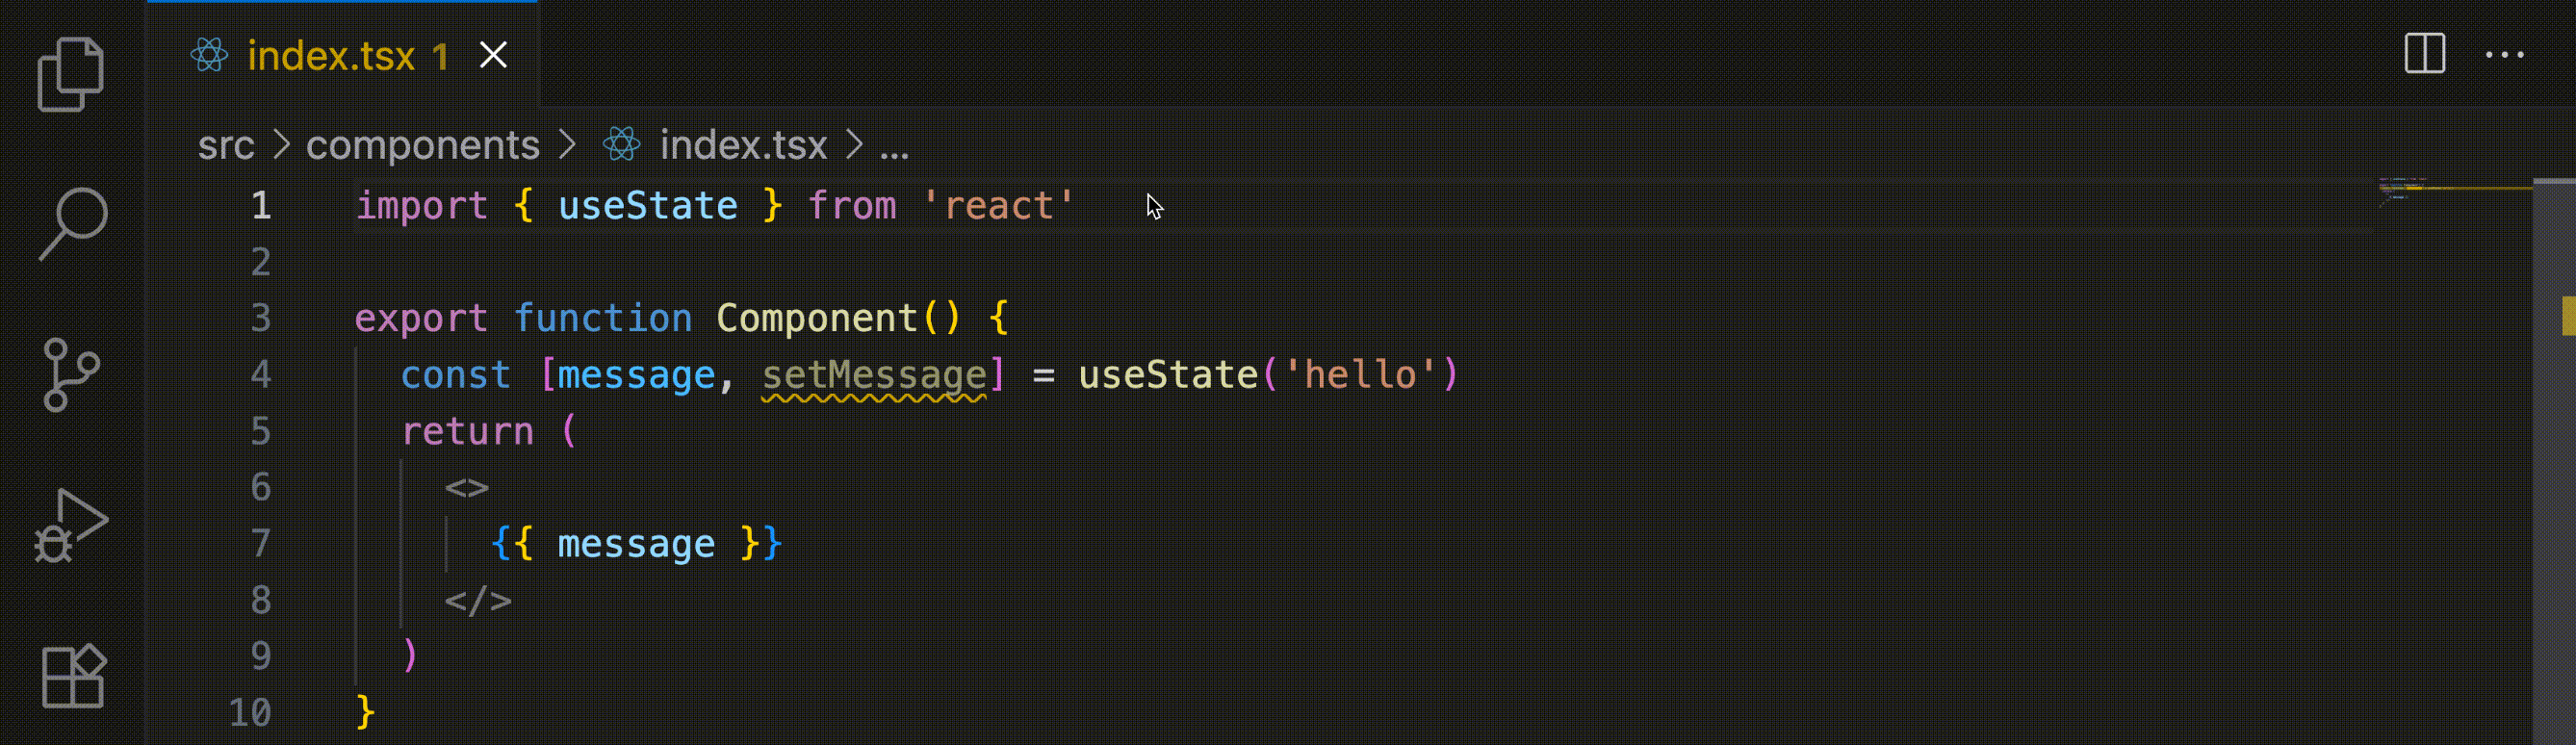 index.tsx 1
src > components > index.tsx > ...
1 import { useState } from 'react'
2
3 export function Component() {
4 const [message, setMessage] = useState('hello')
5 return (
6 <>
7 {{ message }}
8 </>
9 )
10 }